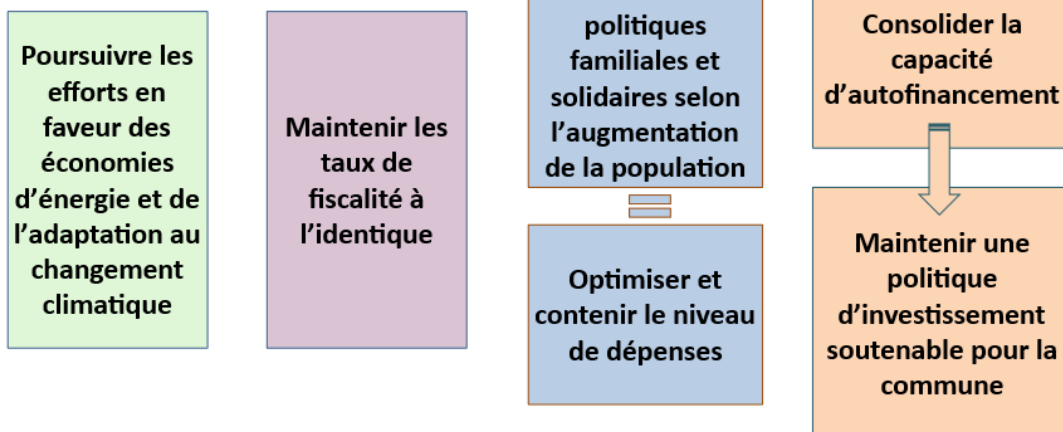 Poursuivre les
efforts en
faveur des
économies
d'énergie et de
l'adaptation au
changement
climatique
Maintenir les
taux de
fiscalité à
l'identique
politiques
familiales et
solidaires selon
l'augmentation
de la population
Optimiser et
contenir le niveau
de dépenses
Consolider la
capacité
d'autofinancement
Maintenir une
politique
d'investissement
soutenable pour la
commune